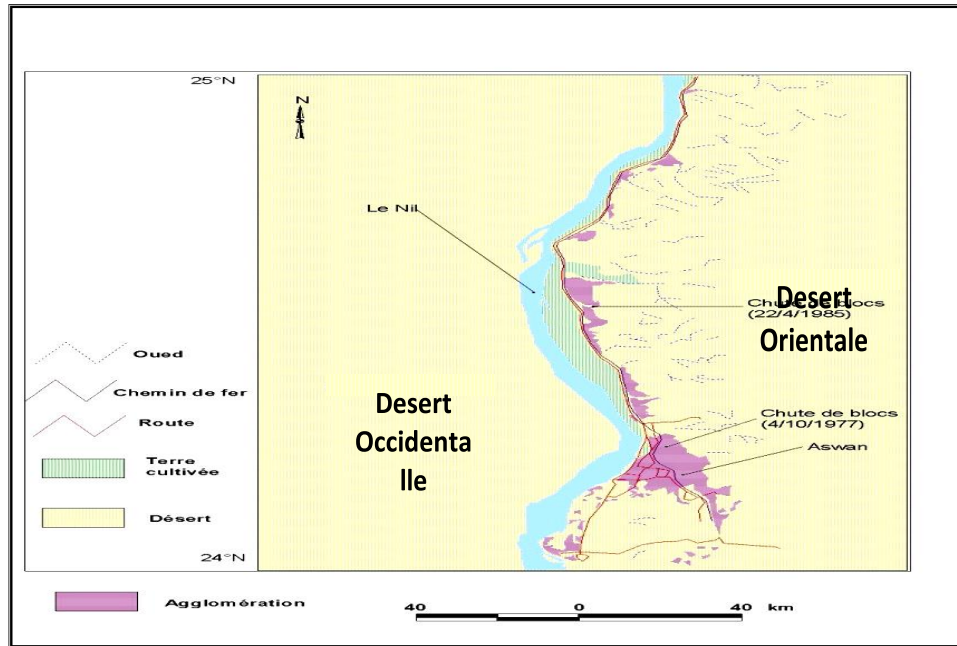 25°N
N
Le Nil
Chute de blocs
(22/4/1985)
Desert
Orientale
Oued
Chemin de fer
Route
Terre
cultivée
Désert
Desert
Occidenta
lle
Chute de blocs
(4/10/1977)
Aswan
24°N
Agglomération
40 0 40 km